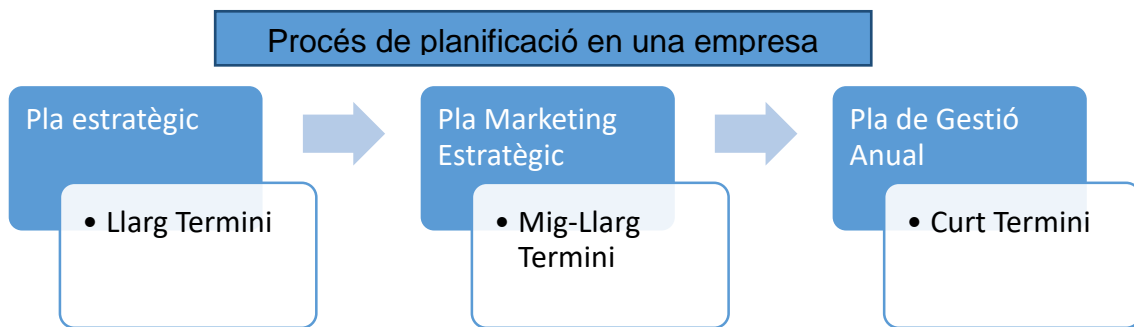 Procés de planificació en una empresa
Pla estratègic
• Llarg Termini
Pla Marketing
Estratègic
• Mig-Llarg
Termini
Pla de Gestió
Anual
• Curt Termini